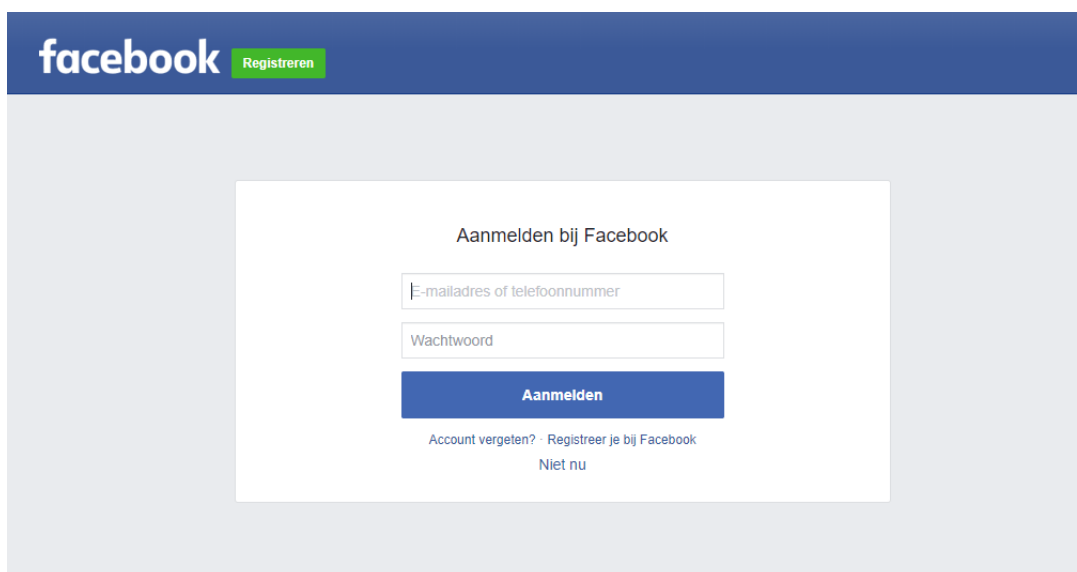 facebook Registreren
Aanmelden bij Facebook
E-mailadres of telefoonnummer
Wachtwoord
Aanmelden
Account vergeten? · Registreer je bij Facebook
Niet nu